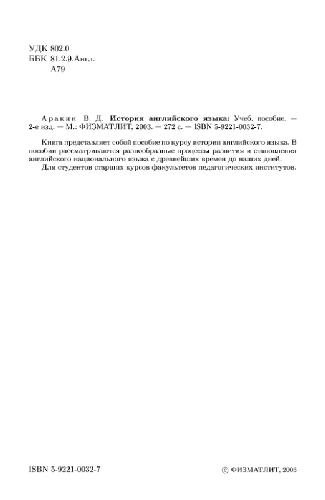 УДК 802.0
ББК 81.2.9.Англ.
А79
Аракин В. Д. История английского языка: Учеб. пособие. —
2-е изд. — М.: ФИЗМАТЛИТ, 2003. — 272 с. — ISBN 5-9221-0032-7.
Книга представляет собой пособие по курсу истории английского языка. В
пособии рассматриваются разнообразные процессы развития и становления
английского национального языка с древнейших времен до наших дней.
Для студентов старших курсов факультетов педагогических институтов.
ISBN 5-9221-0032-7
© ФИЗМАТЛИТ, 2003